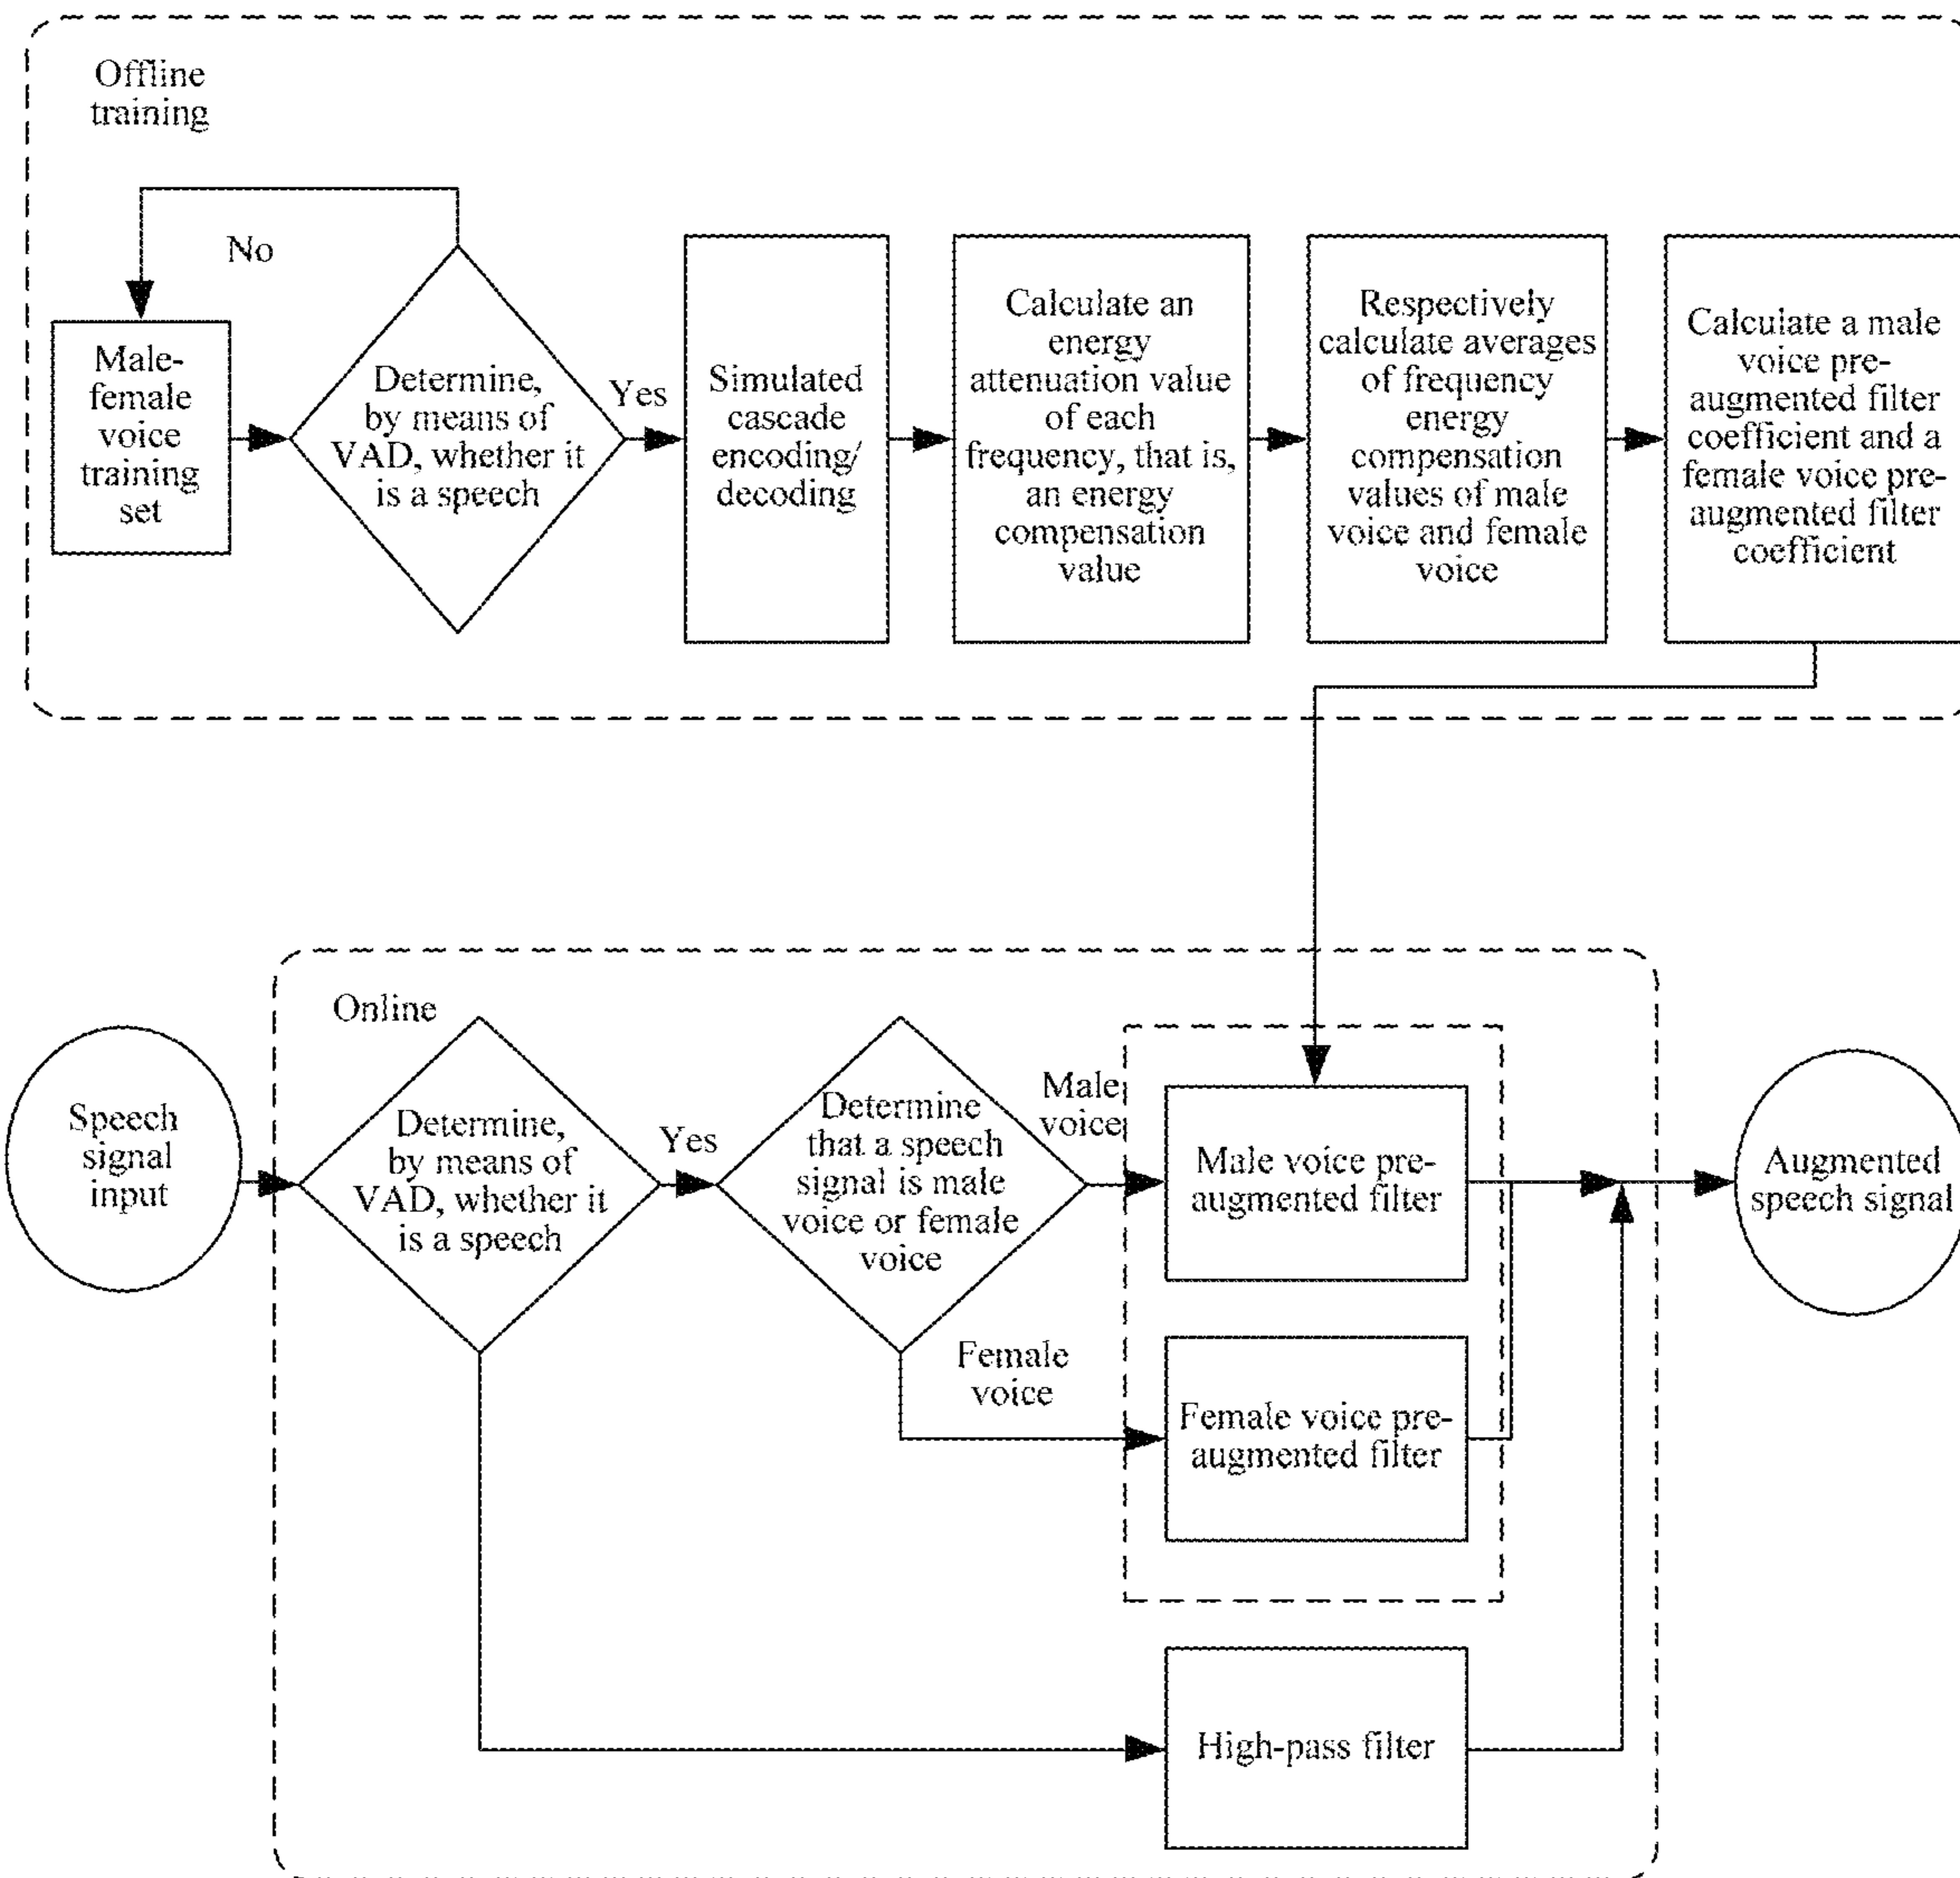 Offline
training
No
Male-
female
voice
training
set
Determine,
by means of
VAD, whether it
is a speech
Yes
Simulated
cascade
encoding/
decoding
Calculate an
energy
attenuation value
of each
frequency, that is,
an energy
compensation
value
Respectively
calculate averages
of frequency
energy
compensation
values of male
voice and female
voice
Calculate a male
voice pre-
augmented filter
coefficient and a
female voice pre-
augmented filter
coefficient
Online
Speech
signal
input
Determine,
by means of
VAD, whether it
is a speech
Yes
Determine
that a speech
signal is male
voice or female
voice
Male
voice
Male voice pre-
augmented filter
Augmented
speech signal
Female
voice
Female voice pre-
augmented filter
High-pass filter